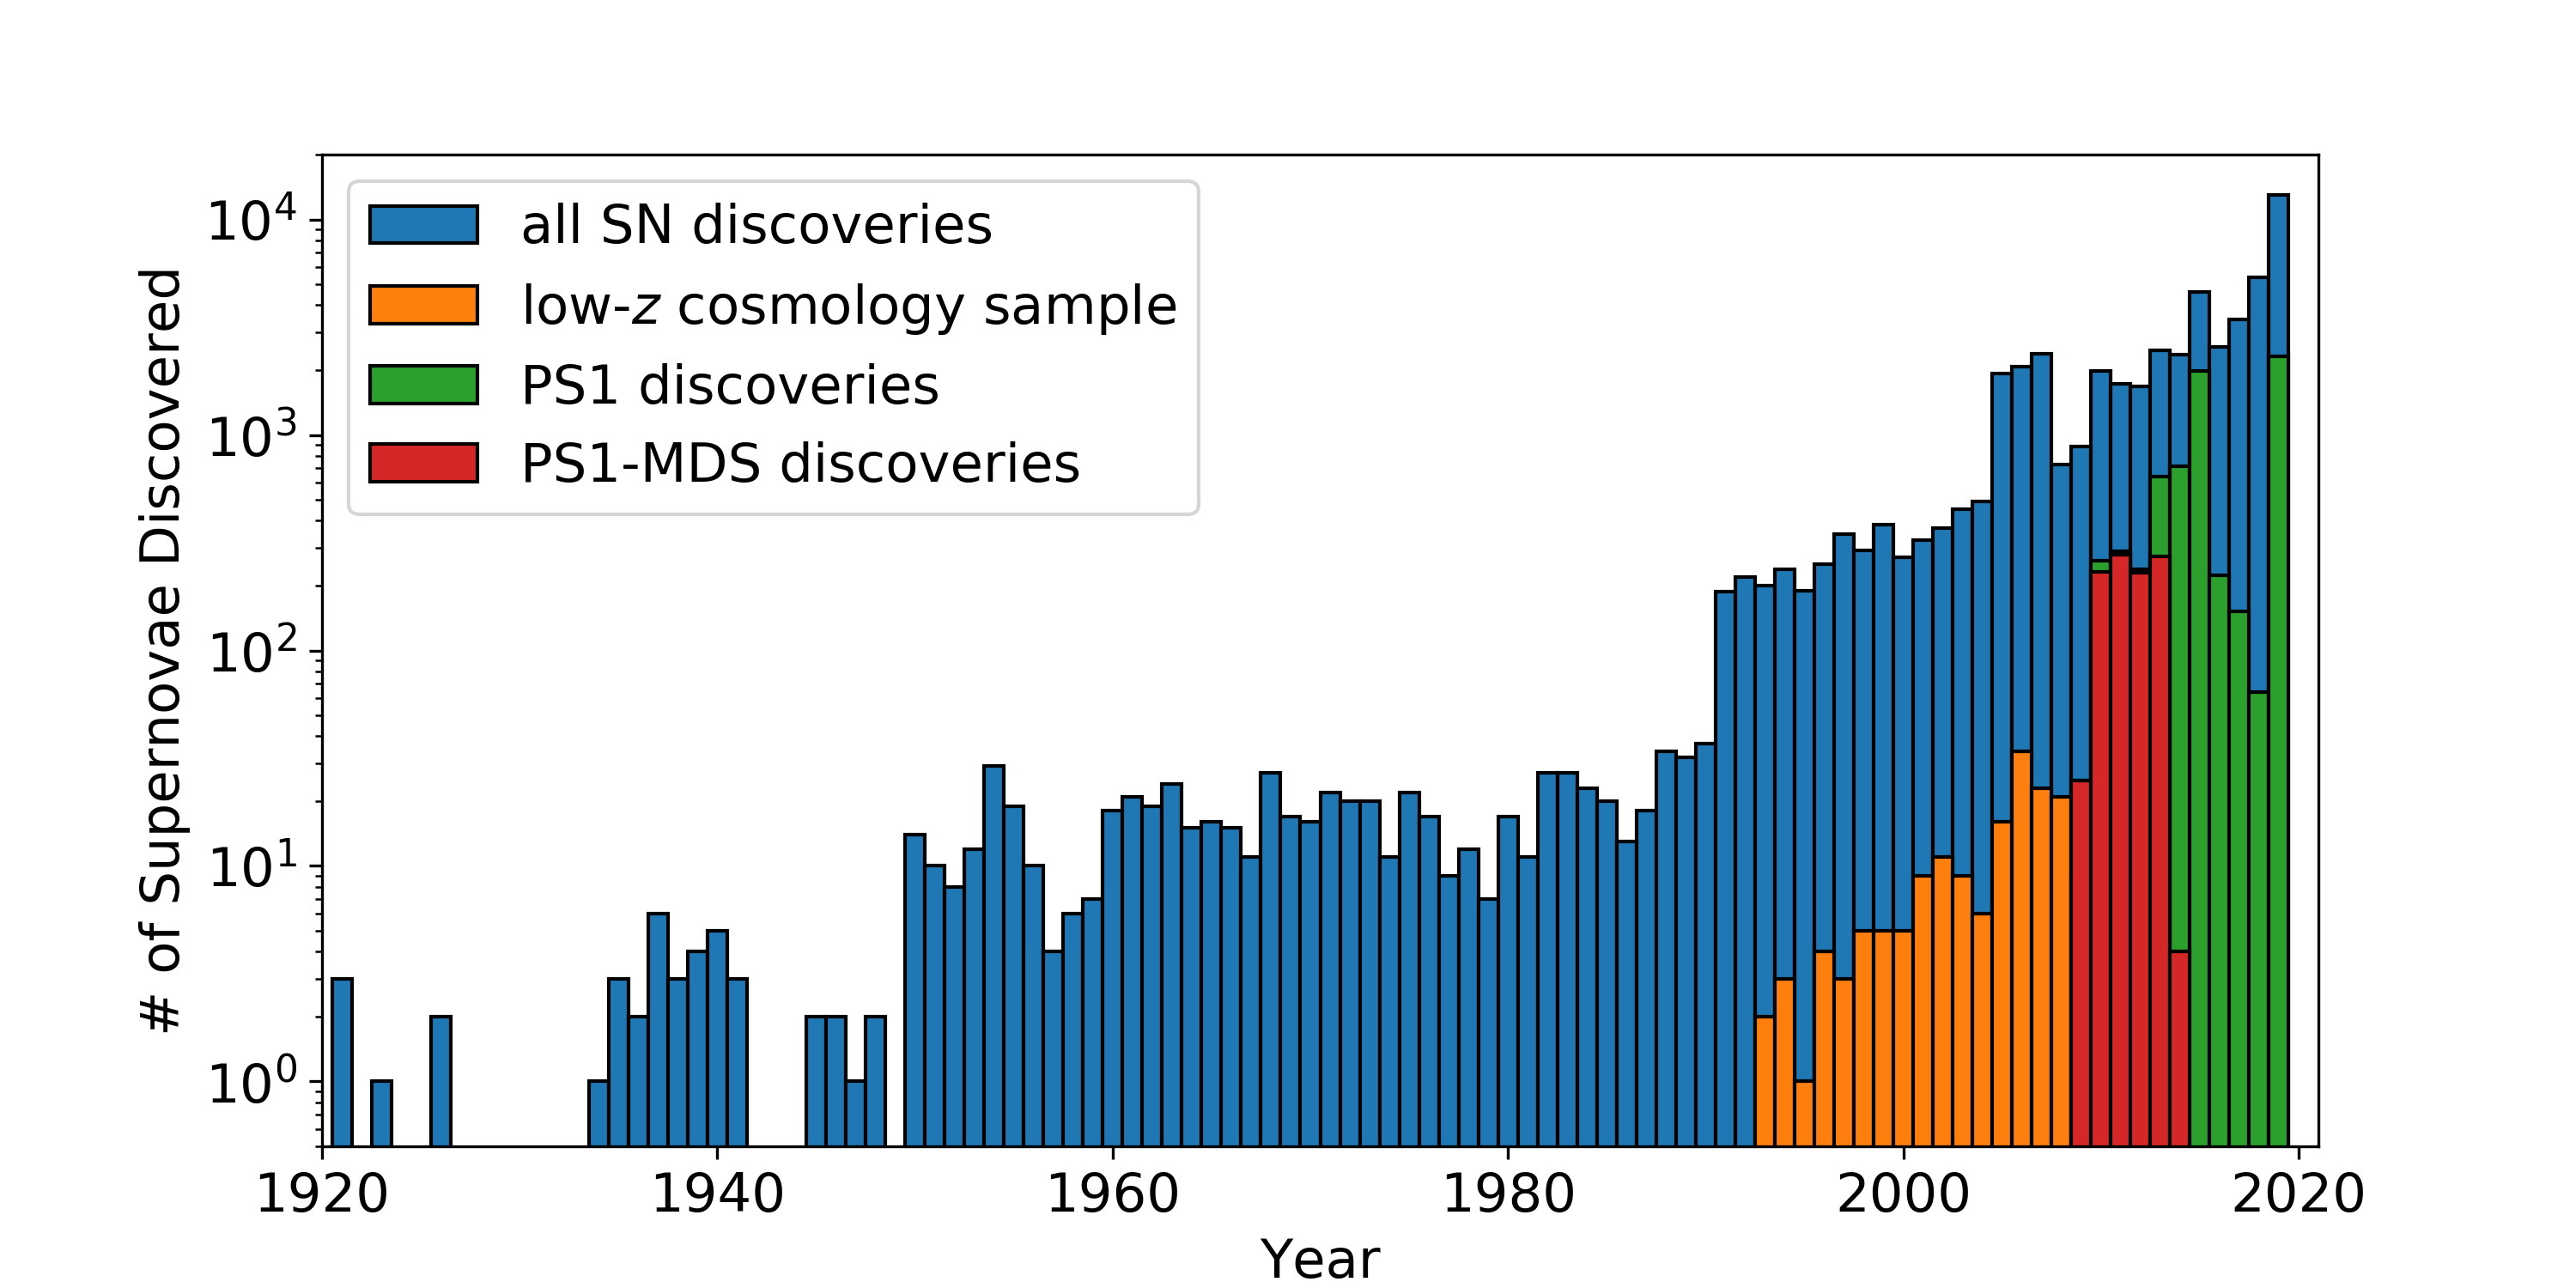 all SN discoveries
low-z cosmology sample
PS1 discoveries
PS1-MDS discoveries
# of Supernovae Discovered
10⁴
10³
10²
10¹
10⁰
1920 1940 1960 1980 2000 2020
Year